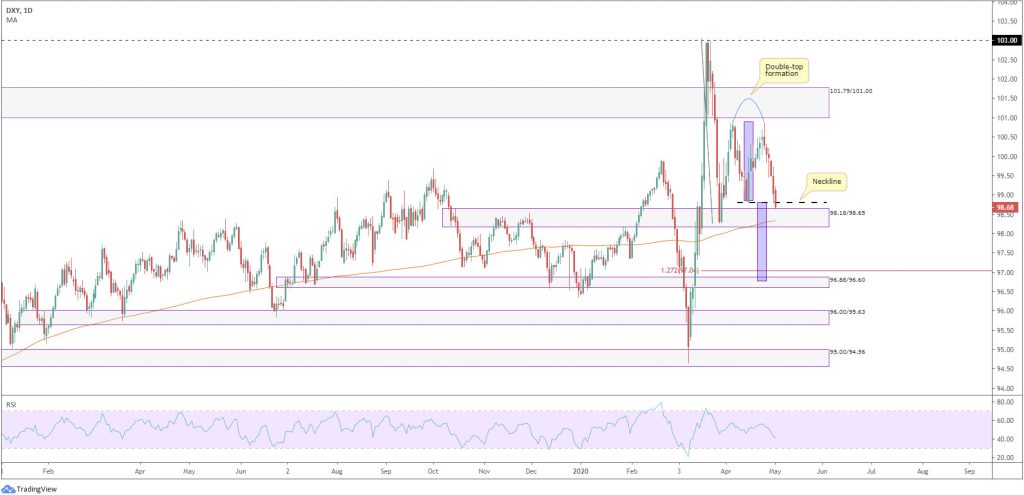 DXY, 1D
MA
104.00
103.50
103.00
102.50
102.00
101.50
101.00
100.50
100.00
99.50
99.00
98.68
98.50
98.00
97.50
97.00
96.50
96.00
95.50
95.00
94.50
94.00
Double-top
formation
101.79/101.00
Neckline
98.18/98.65
1.272(97.04)
96.88/96.60
96.00/95.63
95.00/94.56
RSI
80.00
60.00
40.00
20.00
Feb
Apr
May
2
Aug
Sep
Oct
Nov
Dec
2020
Feb
3
Apr
May
Jun
Jul
Aug
Sep
TradingView